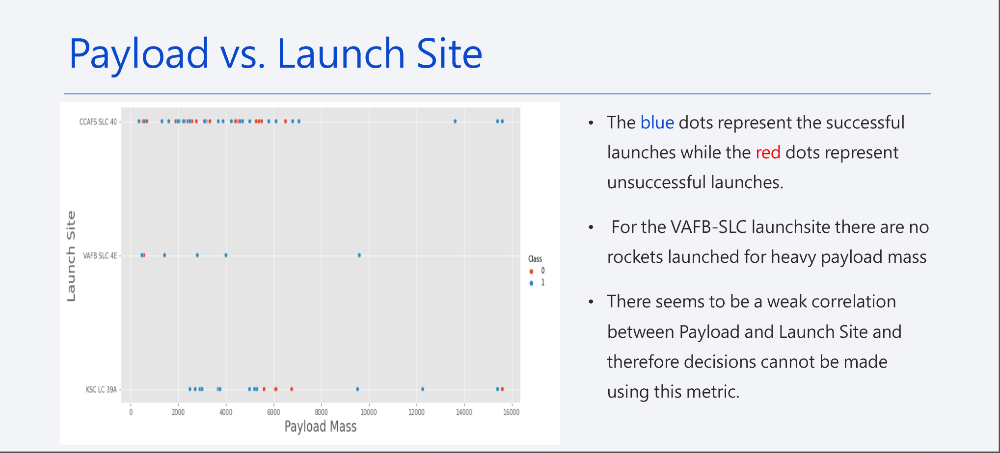 Payload vs. Launch Site
CCAFS SLC 40
VAFB SLC 4E
KSC LC 39A
Launch Site
0 2000 4000 6000 8000 10000 12000 14000 16000
Payload Mass
Class
0
1
• The blue dots represent the successful
launches while the red dots represent
unsuccessful launches.
• For the VAFB-SLC launchsite there are no
rockets launched for heavy payload mass
• There seems to be a weak correlation
between Payload and Launch Site and
therefore decisions cannot be made
using this metric.